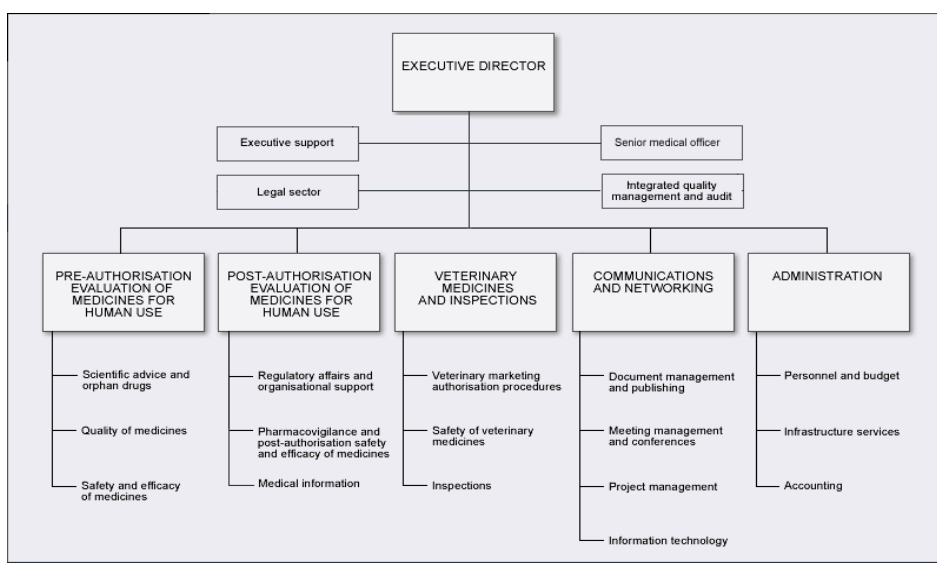 EXECUTIVE DIRECTOR
Executive support
Senior medical officer
Legal sector
Integrated quality
management and audit
PRE-AUTHORISATION
EVALUATION OF
MEDICINES FOR
HUMAN USE
Scientific advice and
orphan drugs
Quality of medicines
Safety and efficacy
of medicines
POST-AUTHORISATION
EVALUATION OF
MEDICINES FOR
HUMAN USE
Regulatory affairs and
organisational support
Pharmacovigilance and
post-authorisation safety
and efficacy of medicines
Medical information
VETERINARY
MEDICINES
AND INSPECTIONS
Veterinary marketing
authorisation procedures
Safety of veterinary
medicines
Inspections
COMMUNICATIONS
AND NETWORKING
Document management
and publishing
Meeting management
and conferences
Project management
Information technology
ADMINISTRATION
Personnel and budget
Infrastructure services
Accounting